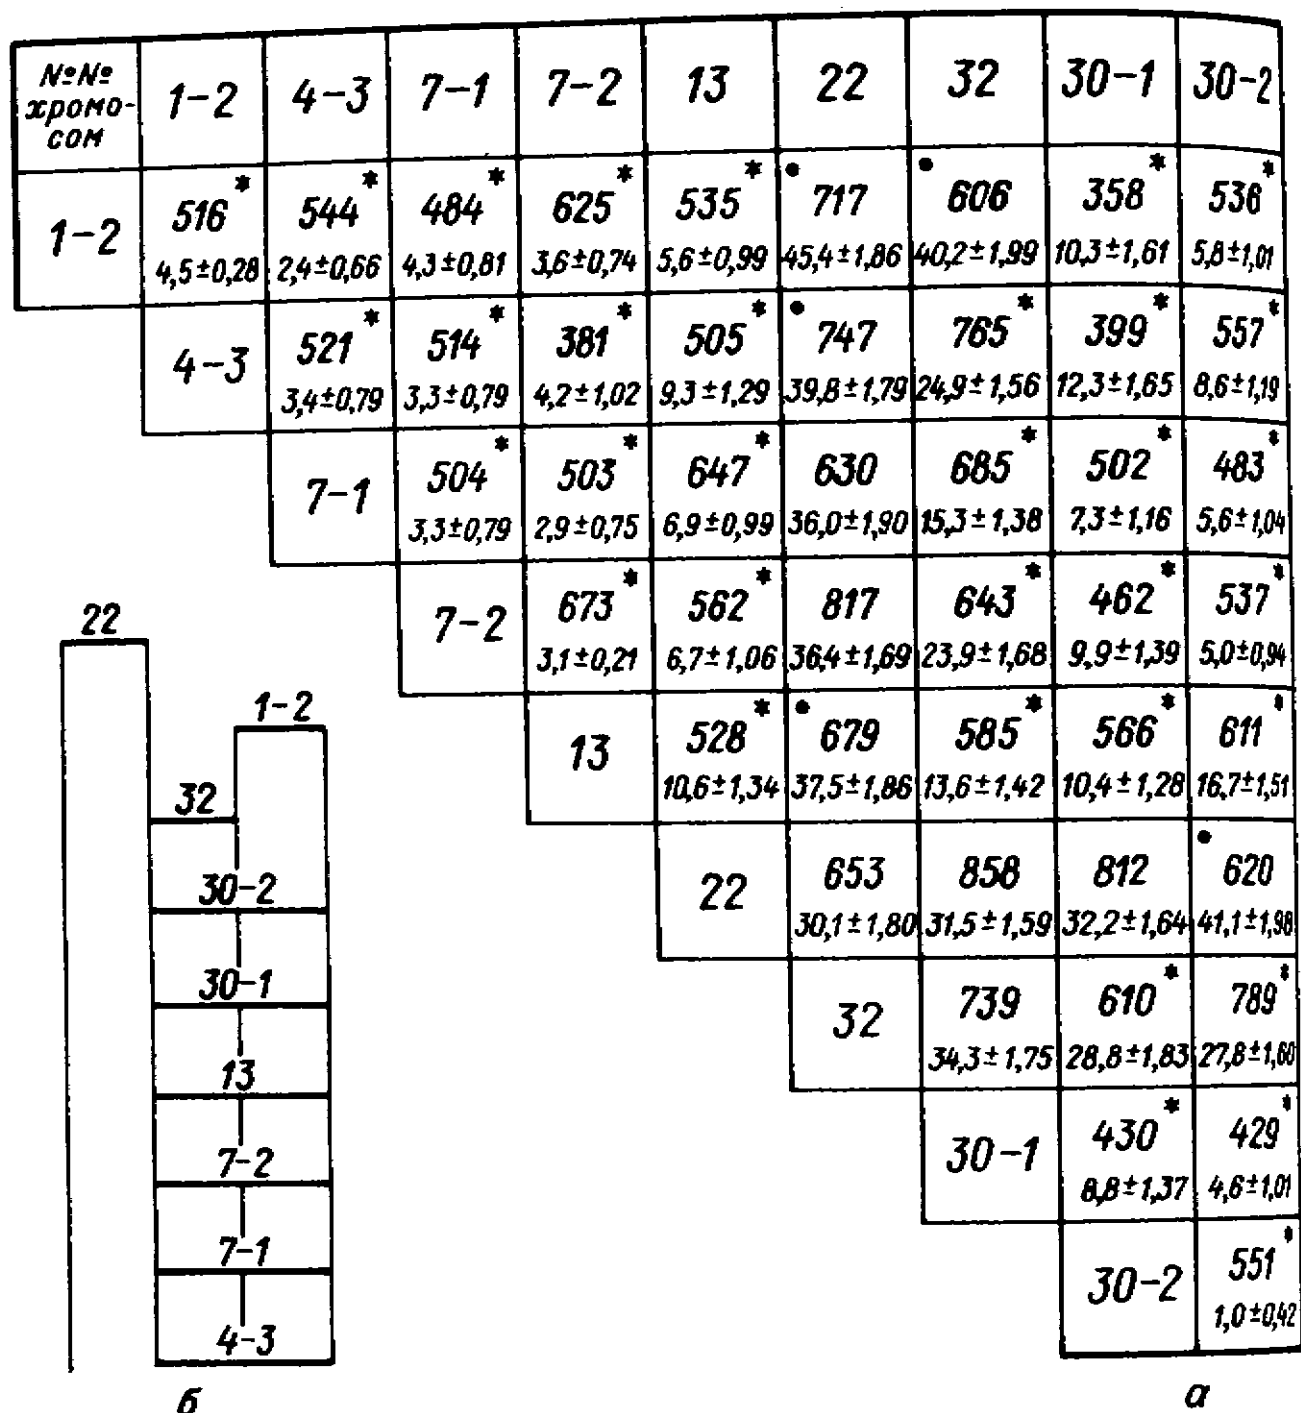 №№ хромо-сом 1-2 4-3 7-1 7-2 13 22 32 30-1 30-2
1-2 516* 544* 484* 625* 535* •717 •606 358* 536*
4,5±0,28 2,4±0,66 4,3±0,81 3,6±0,74 5,6±0,99 45,4±1,86 40,2±1,99 10,3±1,61 5,8±1,01
4-3 521* 514* 381* 505* •747 765* 399* 557*
3,4±0,79 3,3±0,79 4,2±1,02 9,3±1,29 39,8±1,79 24,9±1,56 12,3±1,65 8,6±1,19
7-1 504* 503* 647* 630 685* 502* 483*
3,3±0,79 2,9±0,75 6,9±0,99 36,0±1,90 15,3±1,38 7,3±1,16 5,6±1,04
7-2 673* 562* 817 643* 462* 537*
3,1±0,21 6,7±1,06 36,4±1,69 23,9±1,68 9,9±1,39 5,0±0,94
13 528* •679 585* 566* 611*
10,6±1,34 37,5±1,86 13,6±1,42 10,4±1,28 16,7±1,51
22 653 858 812 •620
30,1±1,80 31,5±1,59 32,2±1,64 41,1±1,98
32 739 610* 789*
34,3±1,75 28,8±1,83 27,8±1,60
30-1 430* 429*
8,8±1,37 4,6±1,01
30-2 551*
1,0±0,42
а
22
1-2
32
30-2
30-1
13
7-2
7-1
4-3
б